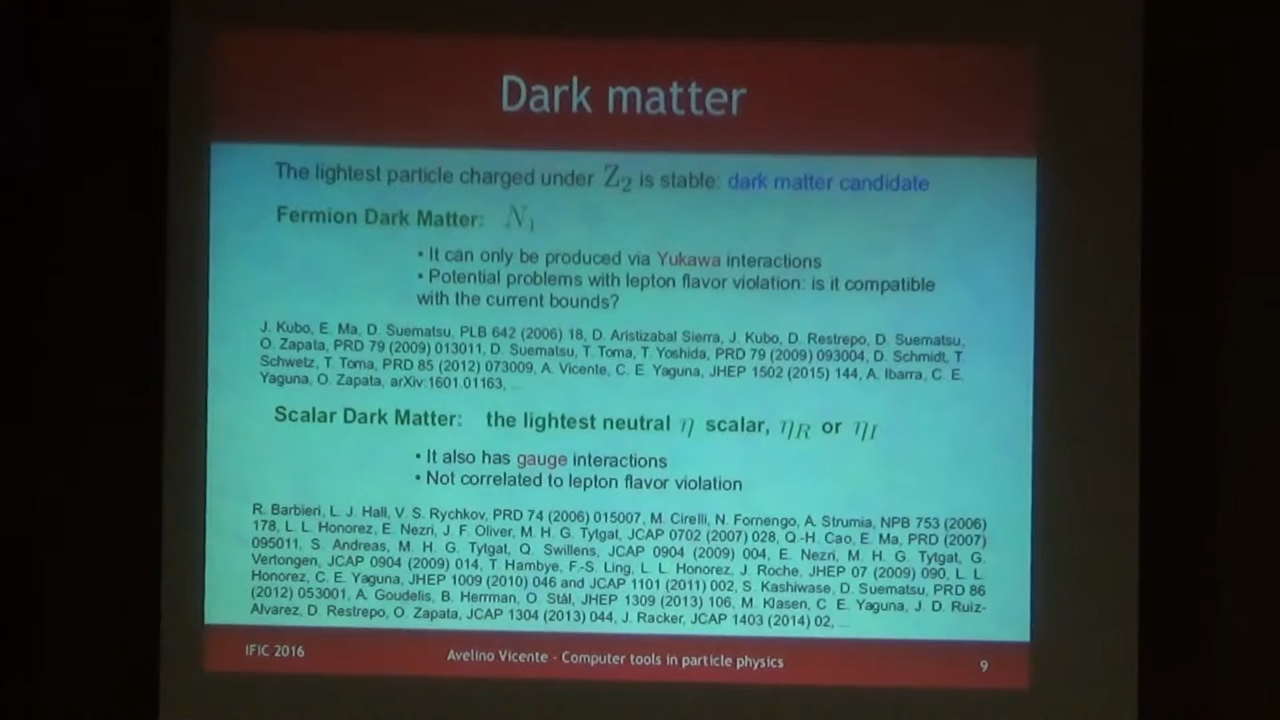 Dark matter
The lightest particle charged under Z₂ is stable: dark matter candidate
Fermion Dark Matter: N₁
• It can only be produced via Yukawa interactions
• Potential problems with lepton flavor violation: is it compatible
with the current bounds?
J. Kubo, E. Ma, D. Suematsu, PLB 642 (2006) 18, D. Aristizabal Sierra, J. Kubo, D. Restrepo, D. Suematsu,
O. Zapata, PRD 79 (2009) 013011, D. Suematsu, T. Toma, T. Yoshida, PRD 79 (2009) 093004, D. Schmidt, T.
Schwetz, T. Toma, PRD 85 (2012) 073009, A. Vicente, C. E. Yaguna, JHEP 1502 (2015) 144, A. Ibarra, C. E.
Yaguna, O. Zapata, arXiv:1601.01163, ...
Scalar Dark Matter: the lightest neutral η scalar, ηR or ηI
• It also has gauge interactions
• Not correlated to lepton flavor violation
R. Barbieri, L. J. Hall, V. S. Rychkov, PRD 74 (2006) 015007, M. Cirelli, N. Fornengo, A. Strumia, NPB 753 (2006)
178, L. L. Honorez, E. Nezri, J. F. Oliver, M. H. G. Tytgat, JCAP 0702 (2007) 028, Q.-H. Cao, E. Ma, PRD (2007)
095011, S. Andreas, M. H. G. Tytgat, Q. Swillens, JCAP 0904 (2009) 004, E. Nezri, M. H. G. Tytgat, G.
Vertongen, JCAP 0904 (2009) 014, T. Hambye, F.-S. Ling, L. L. Honorez, J. Roche, JHEP 07 (2009) 090, L. L.
Honorez, C. E. Yaguna, JHEP 1009 (2010) 046 and JCAP 1101 (2011) 002, S. Kashiwase, D. Suematsu, PRD 86
(2012) 053001, A. Goudelis, B. Herrman, O. Stål, JHEP 1309 (2013) 106, M. Klasen, C. E. Yaguna, J. D. Ruiz-
Alvarez, D. Restrepo, O. Zapata, JCAP 1304 (2013) 044, J. Racker, JCAP 1403 (2014) 02, ...
IFIC 2016
Avelino Vicente - Computer tools in particle physics
9